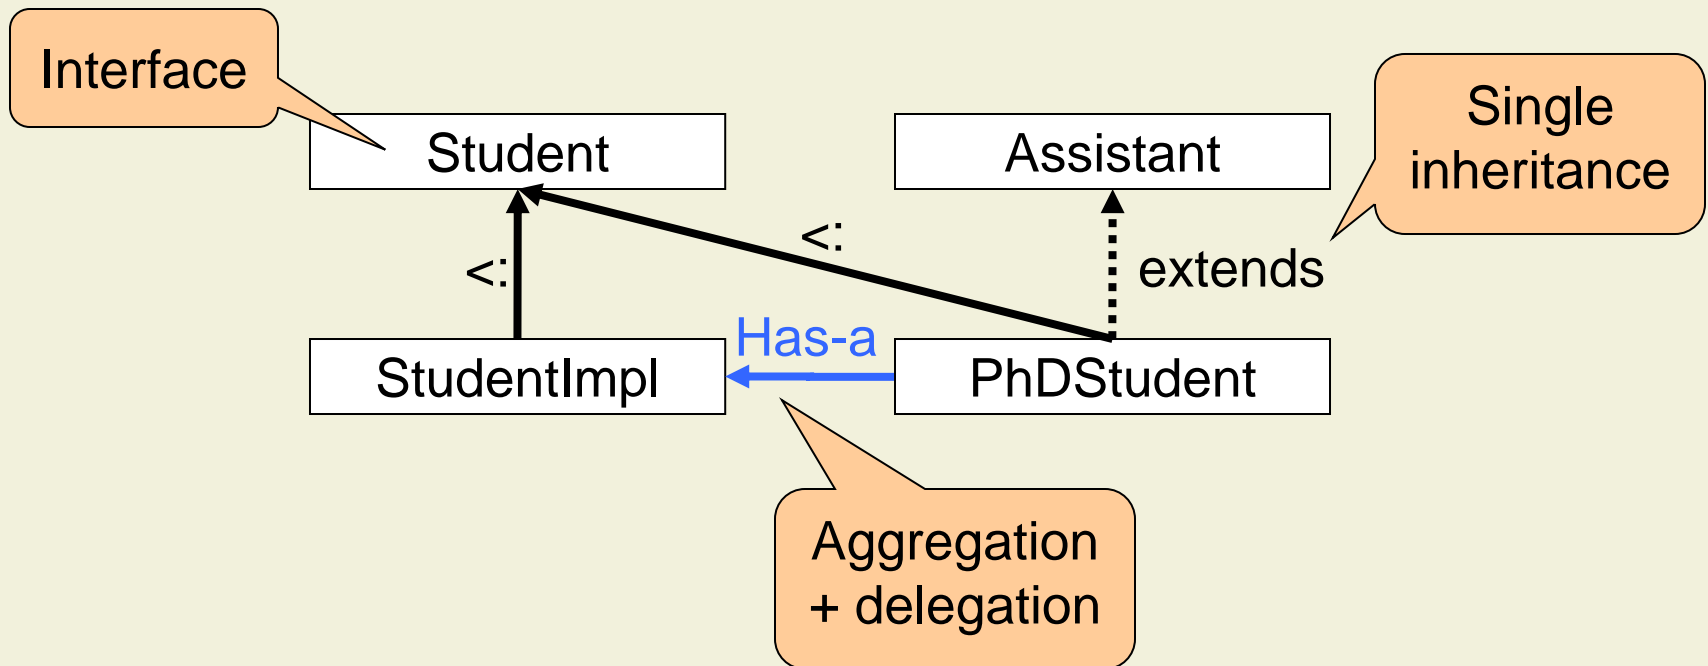 Interface
Student
Assistant
Single
inheritance
<:
<:
extends
Has-a
StudentImpl
PhDStudent
Aggregation
+ delegation